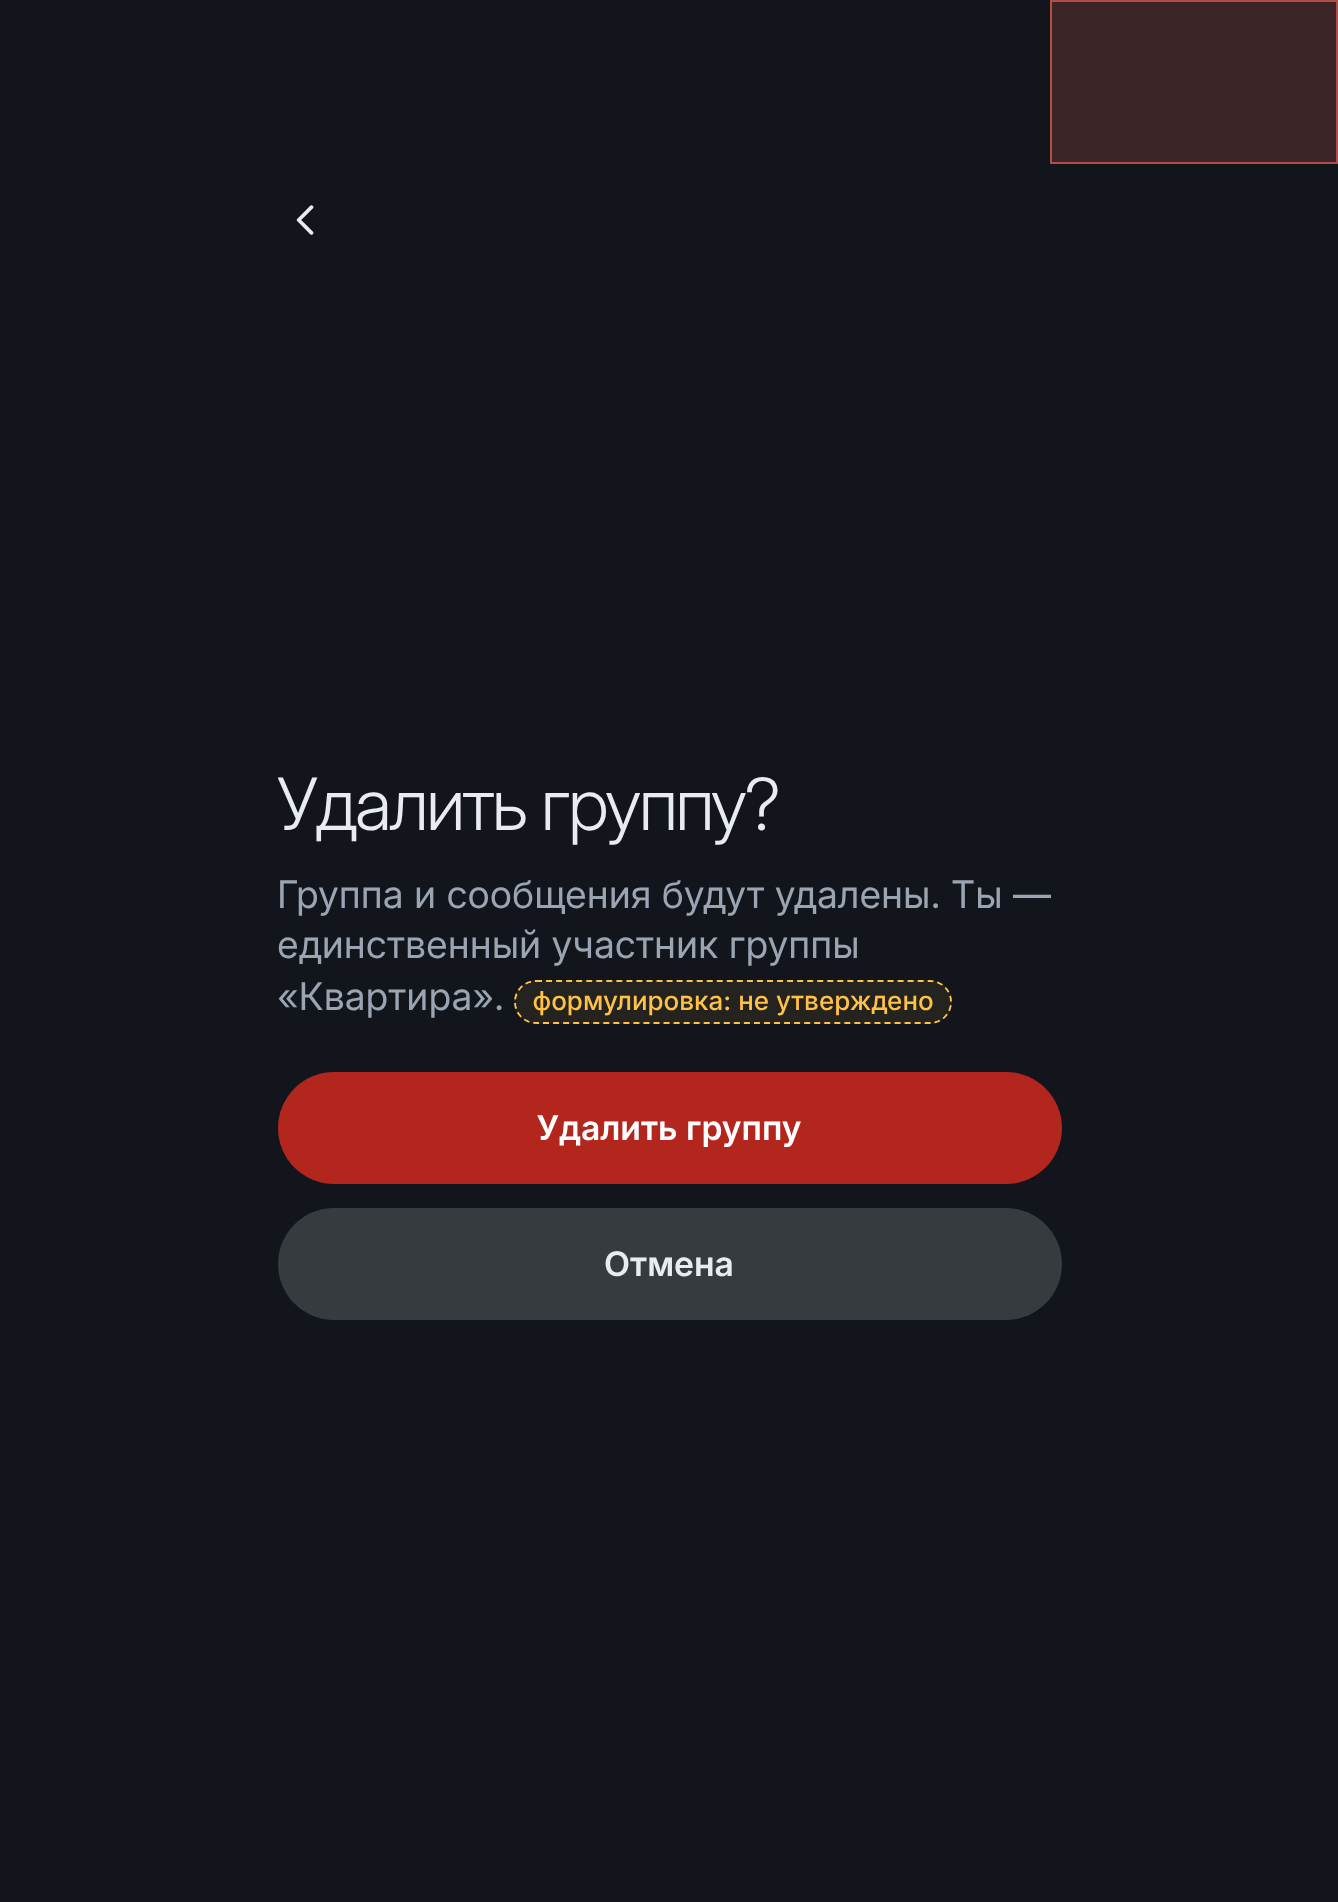 Удалить группу?
Группа и сообщения будут удалены. Ты —
единственный участник группы
«Квартира». формулировка: не утверждено
Удалить группу
Отмена